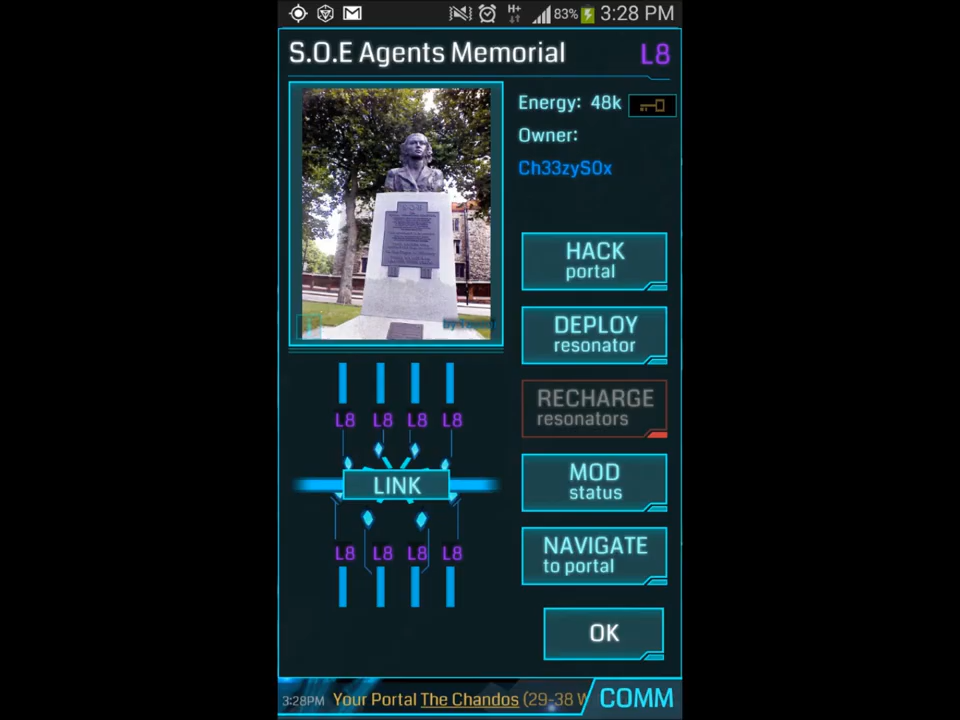 H+
83%
3:28 PM
S.O.E Agents Memorial
L8
Energy: 48k
Owner:
Ch33zyS0x
HACK
portal
DEPLOY
resonator
RECHARGE
resonators
MOD
status
NAVIGATE
to portal
OK
L8 L8 L8 L8
LINK
L8 L8 L8 L8
3:28PM Your Portal The Chandos (29-38 W
COMM